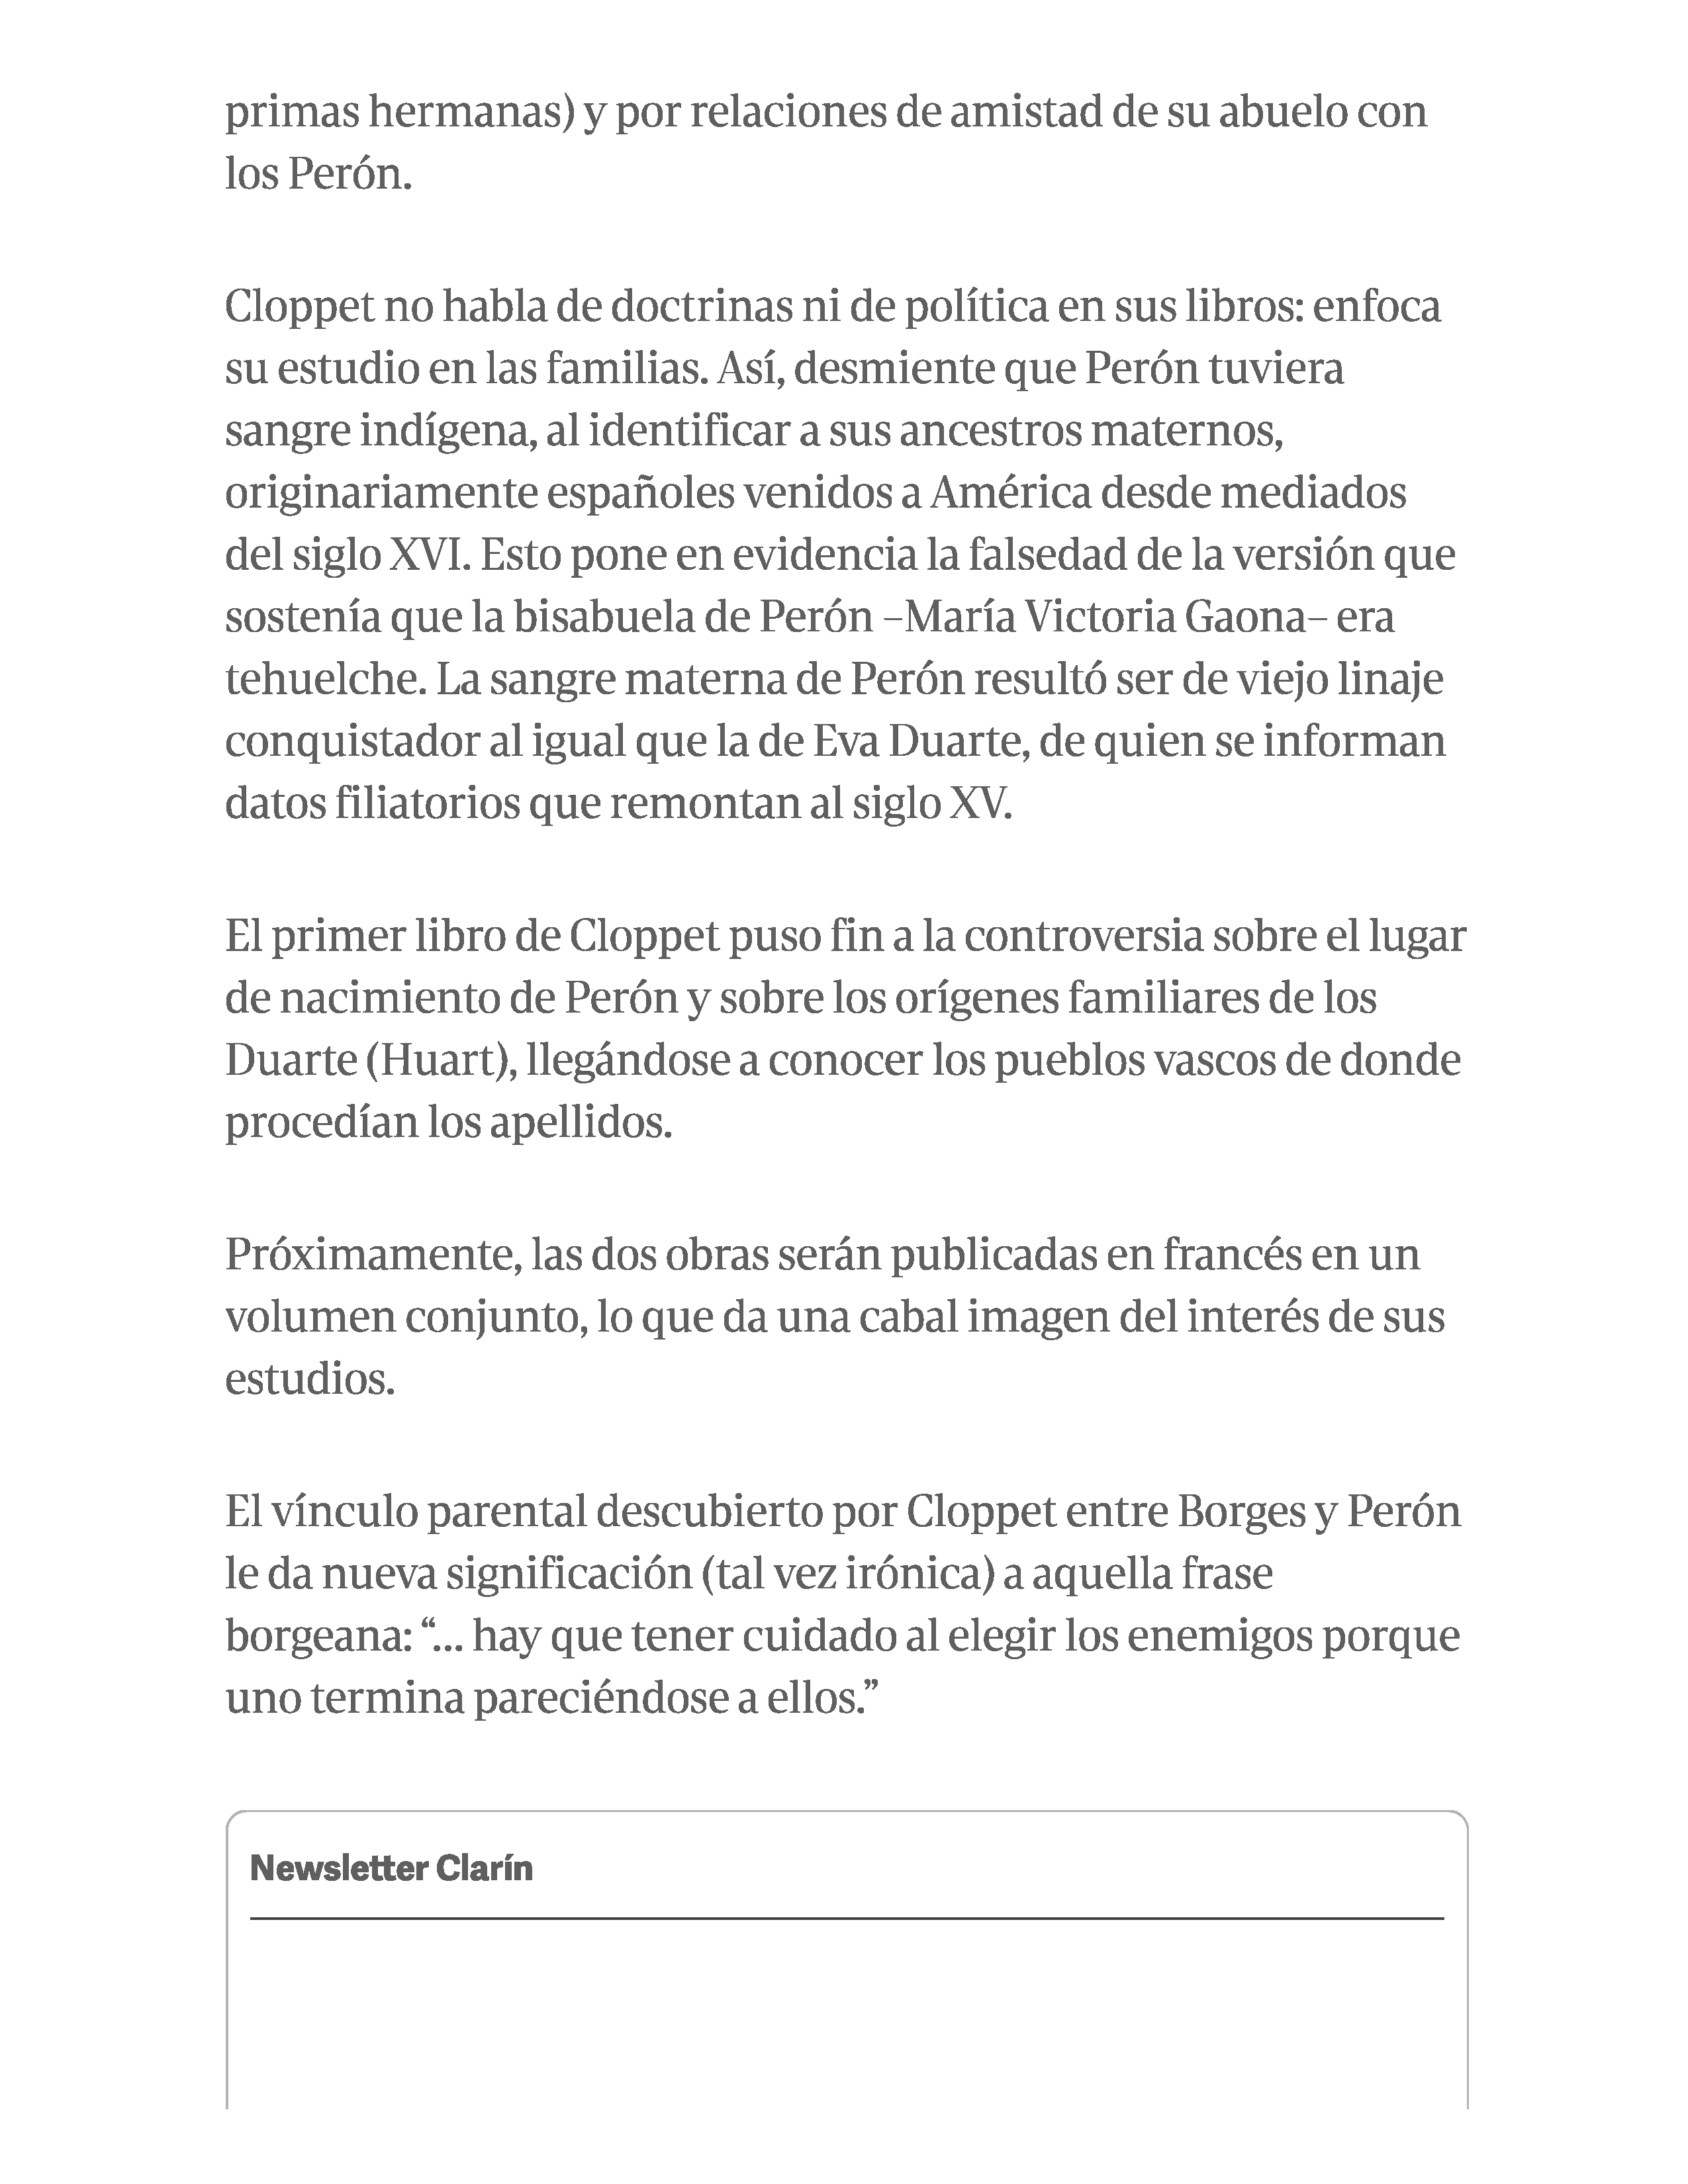 primas hermanas) y por relaciones de amistad de su abuelo con
los Perón.
Cloppet no habla de doctrinas ni de política en sus libros: enfoca
su estudio en las familias. Así, desmiente que Perón tuviera
sangre indígena, al identificar a sus ancestros maternos,
originariamente españoles venidos a América desde mediados
del siglo XVI. Esto pone en evidencia la falsedad de la versión que
sostenía que la bisabuela de Perón –María Victoria Gaona– era
tehuelche. La sangre materna de Perón resultó ser de viejo linaje
conquistador al igual que la de Eva Duarte, de quien se informan
datos filiatorios que remontan al siglo XV.
El primer libro de Cloppet puso fin a la controversia sobre el lugar
de nacimiento de Perón y sobre los orígenes familiares de los
Duarte (Huart), llegándose a conocer los pueblos vascos de donde
procedían los apellidos.
Próximamente, las dos obras serán publicadas en francés en un
volumen conjunto, lo que da una cabal imagen del interés de sus
estudios.
El vínculo parental descubierto por Cloppet entre Borges y Perón
le da nueva significación (tal vez irónica) a aquella frase
borgeana: “... hay que tener cuidado al elegir los enemigos porque
uno termina pareciéndose a ellos.”
Newsletter Clarín